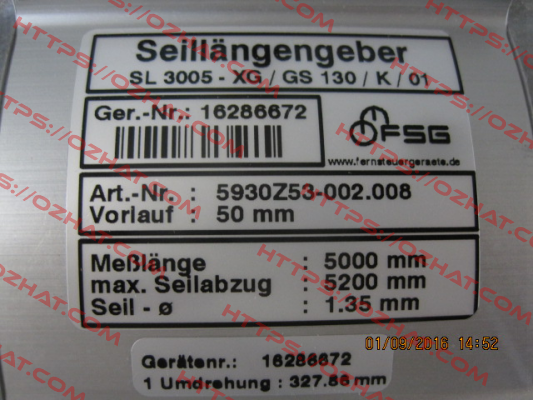 Seillängengeber
SL 3005 - XG / GS 130 / K / 01
Ger.-Nr.: 16286672
FSG
www.fernsteuergeraete.de
Art.-Nr. : 5930Z53-002.008
Vorlauf : 50 mm
Meßlänge : 5000 mm
max. Seilabzug : 5200 mm
Seil - ø : 1.35 mm
Gerätenr.: 16286672
1 Umdrehung : 327.86 mm
01/09/2016 14:52
HTTPS://OZHAT.COM